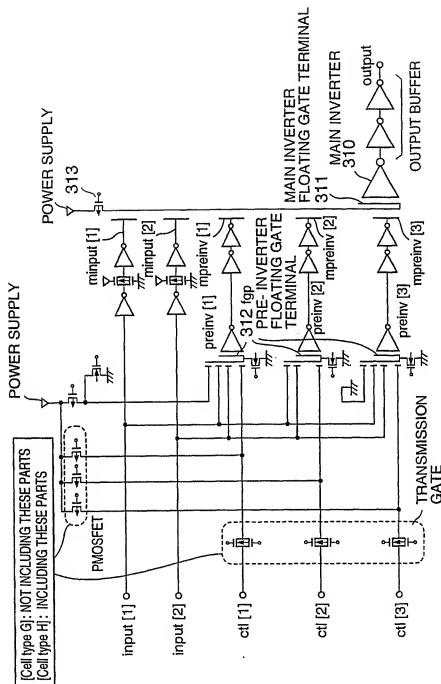 [Cell type G]: NOT INCLUDING THESE PARTS
[Cell type H]: INCLUDING THESE PARTS
POWER SUPPLY
POWER SUPPLY
313
PMOSFET
input [1]
input [2]
ctl [1]
ctl [2]
ctl [3]
TRANSMISSION
GATE
minput [1]
minput [2]
preinv [1]
mpreinv [1]
312 fgp
PRE- INVERTER
FLOATING GATE
TERMINAL
preinv [2]
mpreinv [2]
preinv [3]
mpreinv [3]
MAIN INVERTER
FLOATING GATE TERMINAL
311
MAIN INVERTER
310
output
OUTPUT BUFFER